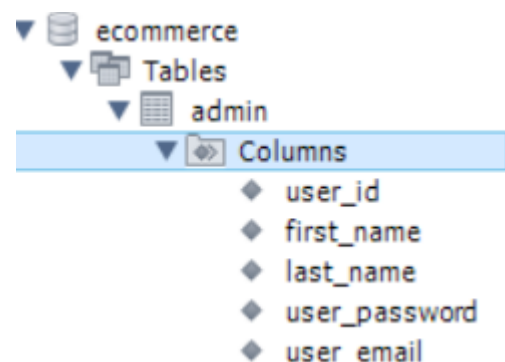 ecommerce
Tables
admin
Columns
user_id
first_name
last_name
user_password
user_email